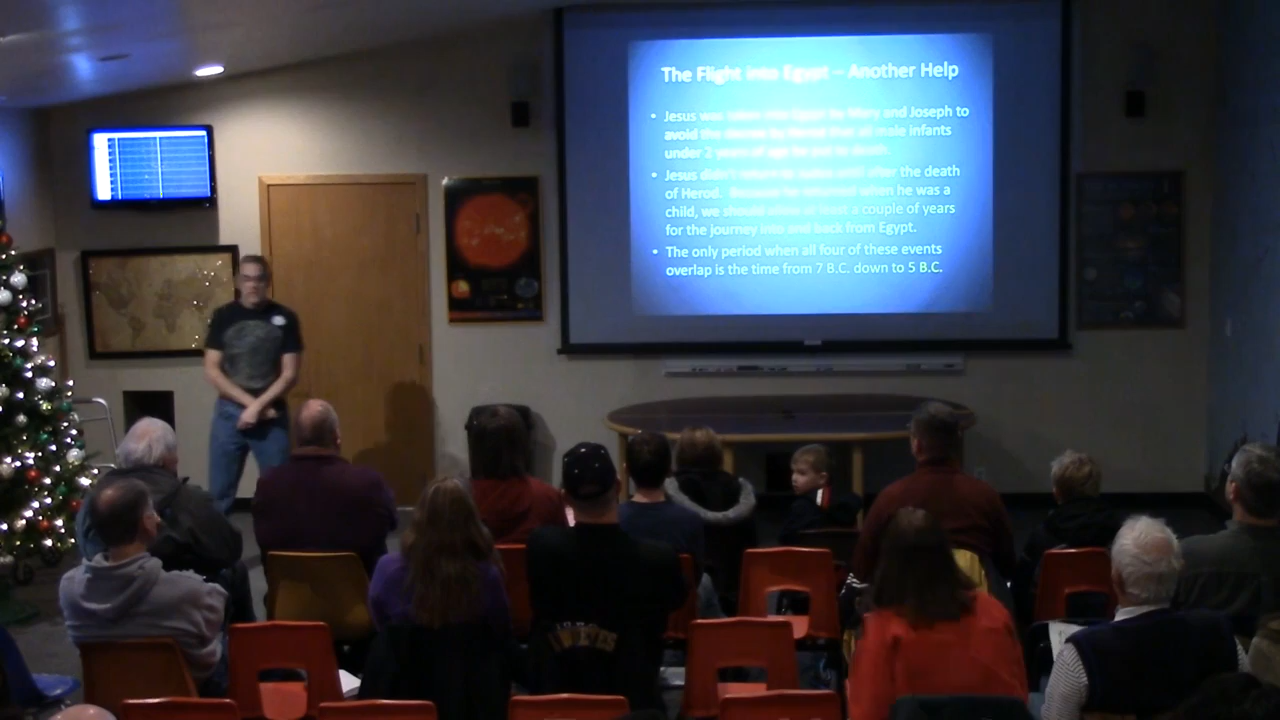 The Flight into Egypt – Another Help
• Jesus was taken into Egypt by Mary and Joseph to
avoid the decree by Herod that all male infants
under 2 years of age be put to death.
• Jesus didn't return to until after the death
of Herod. Because he returned when he was a
child, we should allow at least a couple of years
for the journey into and back from Egypt.
• The only period when all four of these events
overlap is the time from 7 B.C. down to 5 B.C.
IOWA